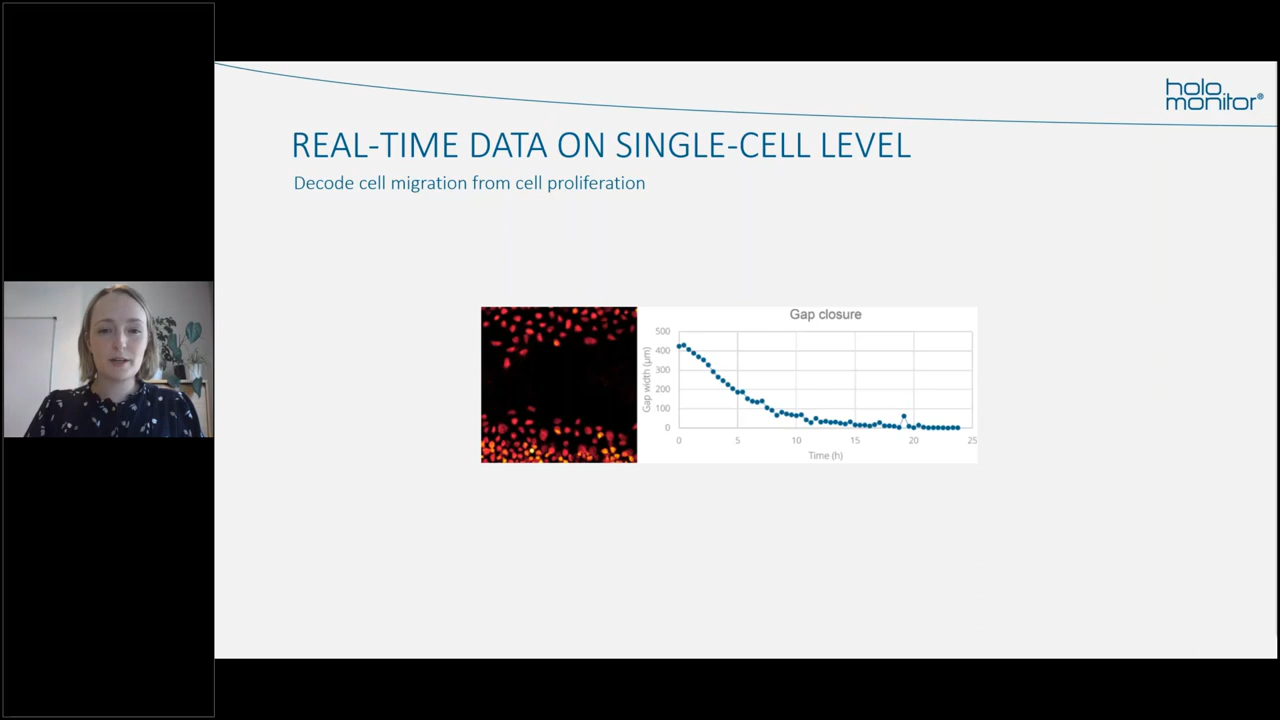 holo
monitor®
REAL-TIME DATA ON SINGLE-CELL LEVEL
Decode cell migration from cell proliferation
Gap closure
Gap width (µm)
500
400
300
200
100
0
0 5 10 15 20 25
Time (h)